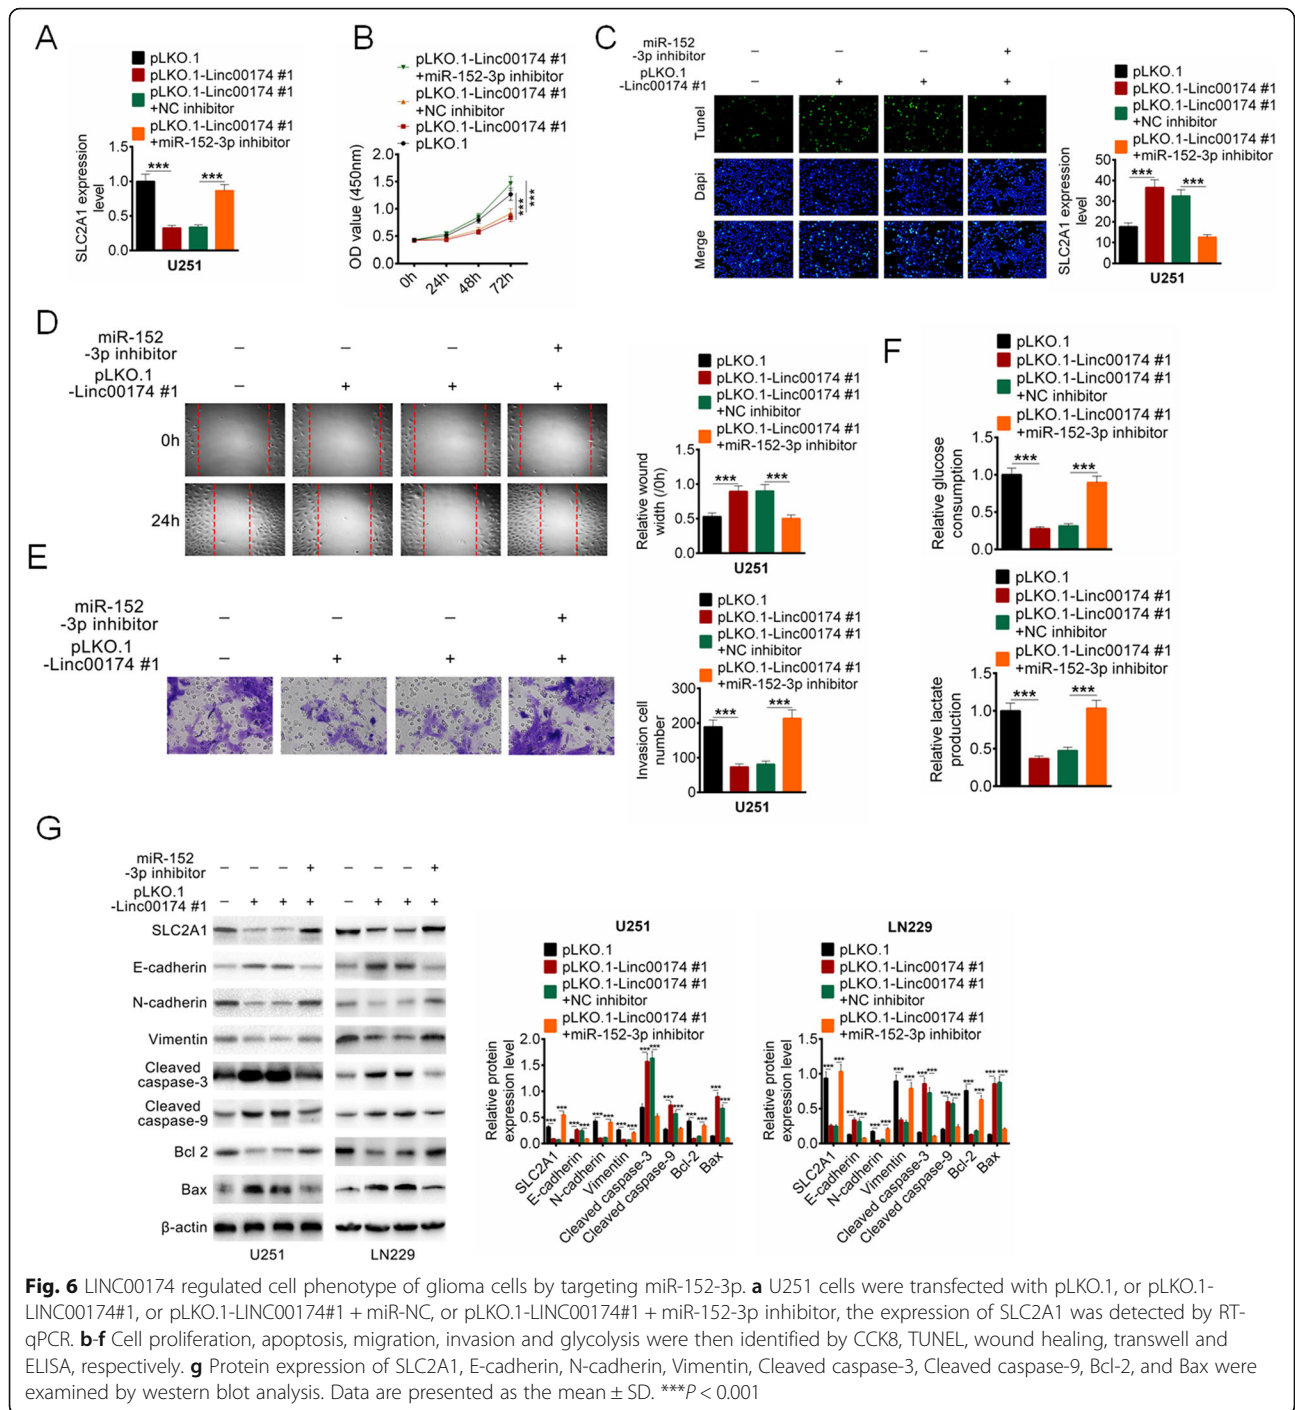 A
pLKO.1
pLKO.1-Linc00174 #1
pLKO.1-Linc00174 #1
+NC inhibitor
pLKO.1-Linc00174 #1
+miR-152-3p inhibitor
SLC2A1 expression
level
1.5
1.0
0.5
0.0
***
***
U251
B
pLKO.1-Linc00174 #1
+miR-152-3p inhibitor
pLKO.1-Linc00174 #1
+NC inhibitor
pLKO.1-Linc00174 #1
pLKO.1
OD value (450nm)
2.0
1.5
1.0
0.5
0.0
***
***
0h
24h
48h
72h
C
miR-152
-3p inhibitor
– – – +
pLKO.1
-Linc00174 #1
– + + +
Tunel
Dapi
Merge
pLKO.1
pLKO.1-Linc00174 #1
pLKO.1-Linc00174 #1
+NC inhibitor
pLKO.1-Linc00174 #1
+miR-152-3p inhibitor
SLC2A1 expression
level
50
40
30
20
10
0
***
***
U251
D
miR-152
-3p inhibitor
– – – +
pLKO.1
-Linc00174 #1
– + + +
0h
24h
pLKO.1
pLKO.1-Linc00174 #1
pLKO.1-Linc00174 #1
+NC inhibitor
pLKO.1-Linc00174 #1
+miR-152-3p inhibitor
Relative wound
width (/0h)
1.5
1.0
0.5
0.0
***
***
U251
E
miR-152
-3p inhibitor
– – – +
pLKO.1
-Linc00174 #1
– + + +
pLKO.1
pLKO.1-Linc00174 #1
pLKO.1-Linc00174 #1
+NC inhibitor
pLKO.1-Linc00174 #1
+miR-152-3p inhibitor
Invasion cell
number
300
200
100
0
***
***
U251
F
pLKO.1
pLKO.1-Linc00174 #1
pLKO.1-Linc00174 #1
+NC inhibitor
pLKO.1-Linc00174 #1
+miR-152-3p inhibitor
Relative glucose
consumption
1.5
1.0
0.5
0.0
***
***
pLKO.1
pLKO.1-Linc00174 #1
pLKO.1-Linc00174 #1
+NC inhibitor
pLKO.1-Linc00174 #1
+miR-152-3p inhibitor
Relative lactate
production
1.5
1.0
0.5
0.0
***
***
G
miR-152
-3p inhibitor
– – – + – – – +
pLKO.1
-Linc00174 #1
– + + + – + + +
SLC2A1
E-cadherin
N-cadherin
Vimentin
Cleaved
caspase-3
Cleaved
caspase-9
Bcl 2
Bax
β-actin
U251 LN229
U251
pLKO.1
pLKO.1-Linc00174 #1
pLKO.1-Linc00174 #1
+NC inhibitor
pLKO.1-Linc00174 #1
+miR-152-3p inhibitor
Relative protein
expression level
2.0
1.5
1.0
0.5
0.0
*** *** *** *** *** *** *** *** *** *** *** *** *** *** *** ***
SLC2A1
E-cadherin
N-cadherin
Vimentin
Cleaved caspase-3
Cleaved caspase-9
Bcl-2
Bax
LN229
pLKO.1
pLKO.1-Linc00174 #1
pLKO.1-Linc00174 #1
+NC inhibitor
pLKO.1-Linc00174 #1
+miR-152-3p inhibitor
Relative protein
expression level
1.5
1.0
0.5
0.0
*** *** *** *** *** *** *** *** *** *** *** *** *** *** *** ***
SLC2A1
E-cadherin
N-cadherin
Vimentin
Cleaved caspase-3
Cleaved caspase-9
Bcl-2
Bax
Fig. 6 LINC00174 regulated cell phenotype of glioma cells by targeting miR-152-3p. a U251 cells were transfected with pLKO.1, or pLKO.1-
LINC00174#1, or pLKO.1-LINC00174#1 + miR-NC, or pLKO.1-LINC00174#1 + miR-152-3p inhibitor, the expression of SLC2A1 was detected by RT-
qPCR. b-f Cell proliferation, apoptosis, migration, invasion and glycolysis were then identified by CCK8, TUNEL, wound healing, transwell and
ELISA, respectively. g Protein expression of SLC2A1, E-cadherin, N-cadherin, Vimentin, Cleaved caspase-3, Cleaved caspase-9, Bcl-2, and Bax were
examined by western blot analysis. Data are presented as the mean ± SD. ***P < 0.001